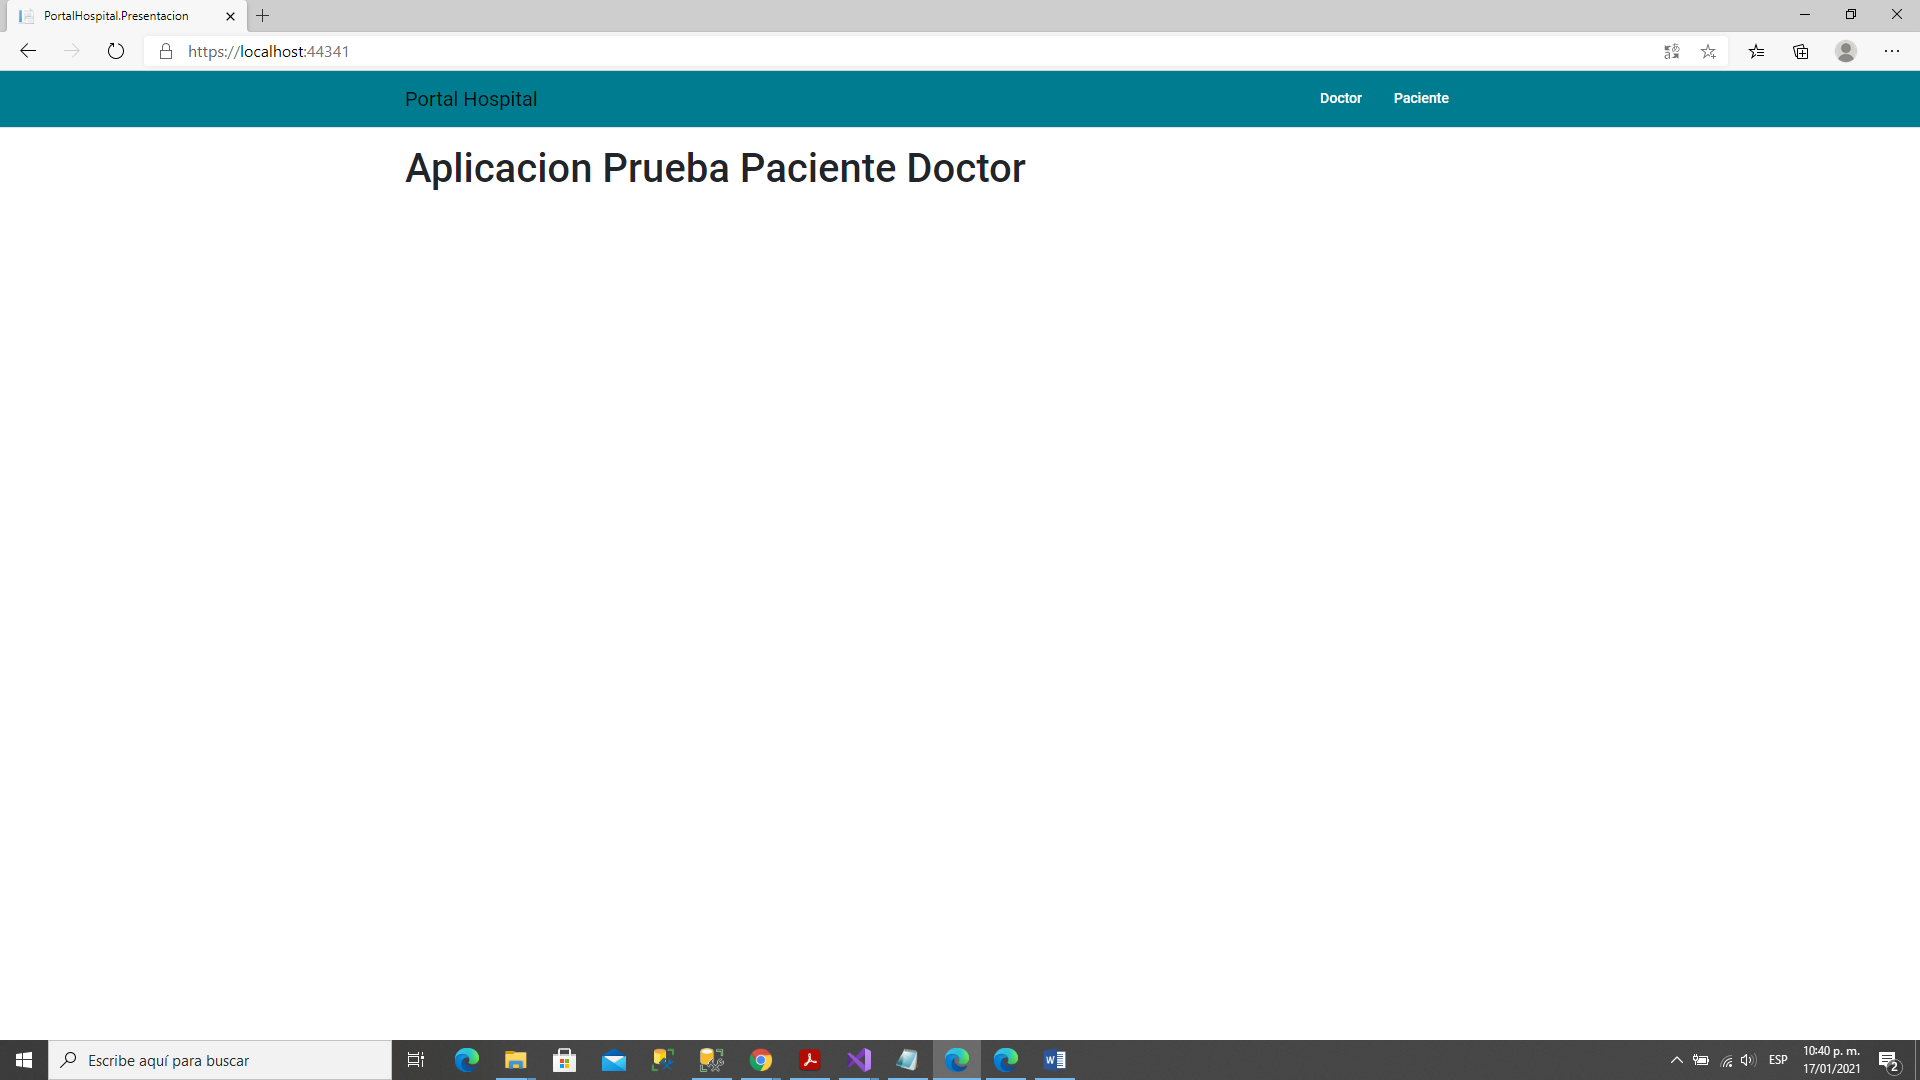 PortalHospital.Presentacion
https://localhost:44341
Portal Hospital
Doctor
Paciente
Aplicacion Prueba Paciente Doctor
Escribe aquí para buscar
ESP
10:40 p. m.
17/01/2021
2